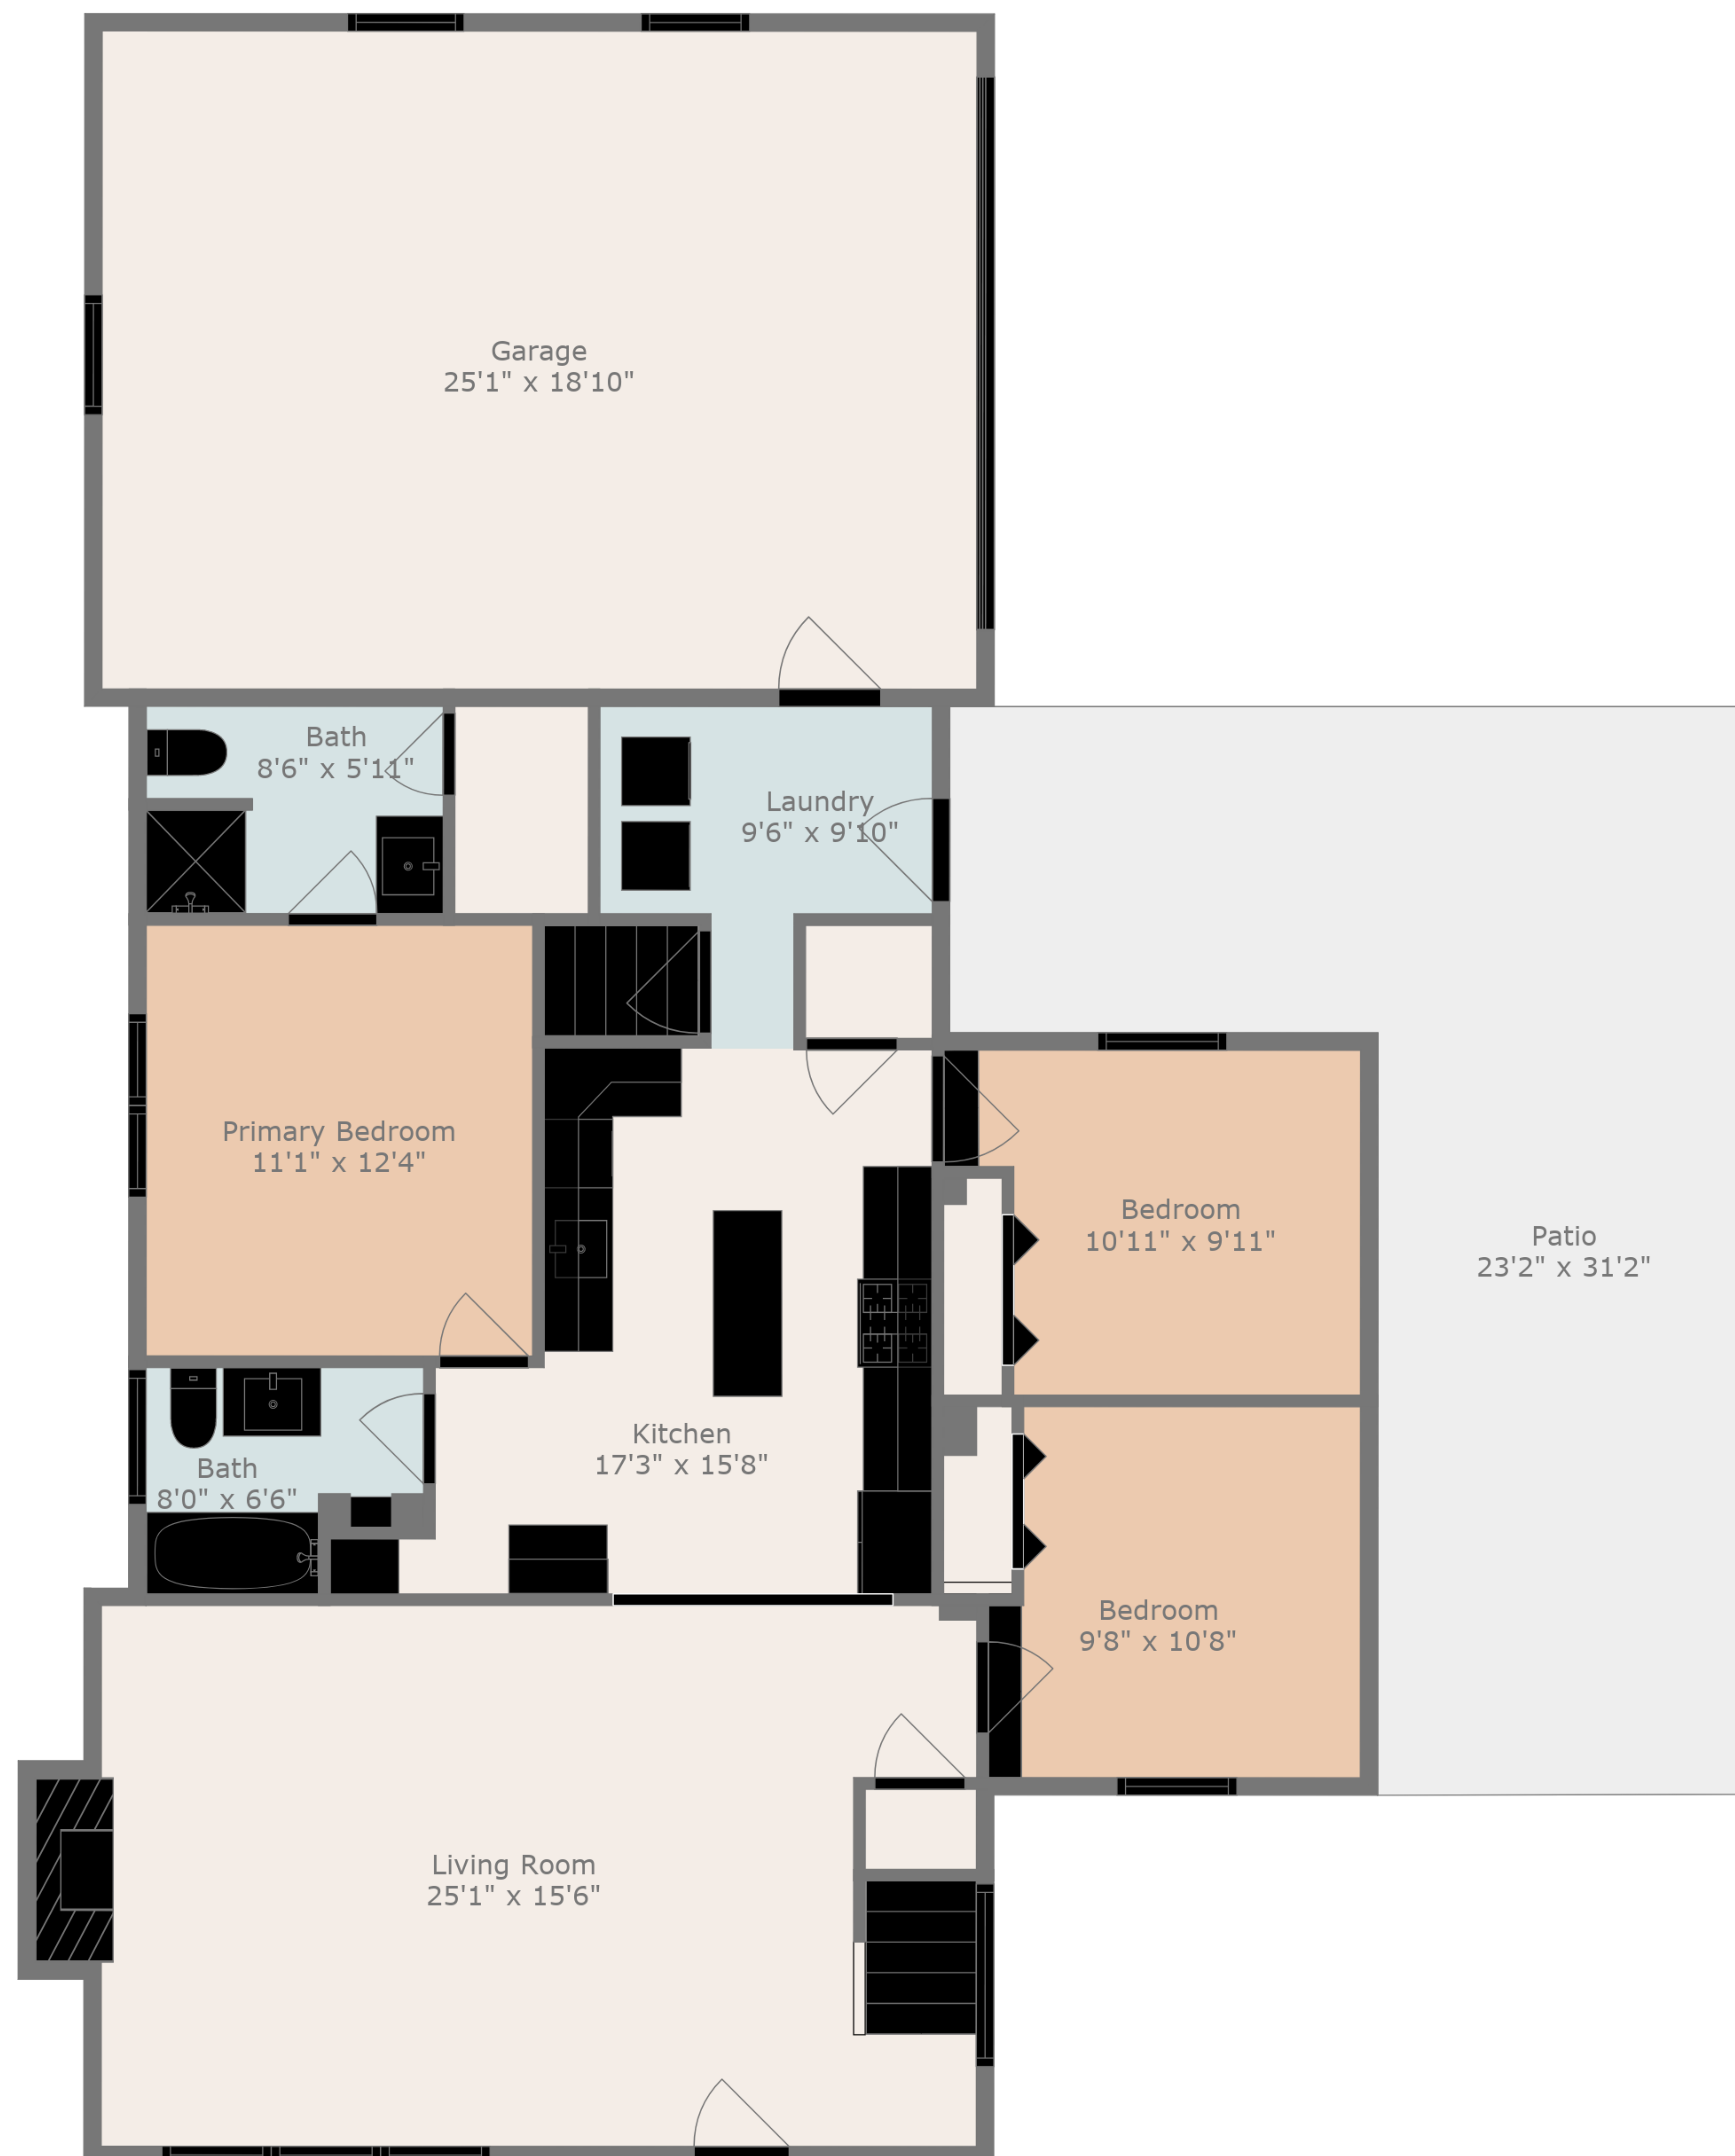 Garage
25'1" x 18'10"
Bath
8'6" x 5'11"
Laundry
9'6" x 9'10"
Primary Bedroom
11'1" x 12'4"
Bedroom
10'11" x 9'11"
Patio
23'2" x 31'2"
Kitchen
17'3" x 15'8"
Bath
8'0" x 6'6"
Bedroom
9'8" x 10'8"
Living Room
25'1" x 15'6"